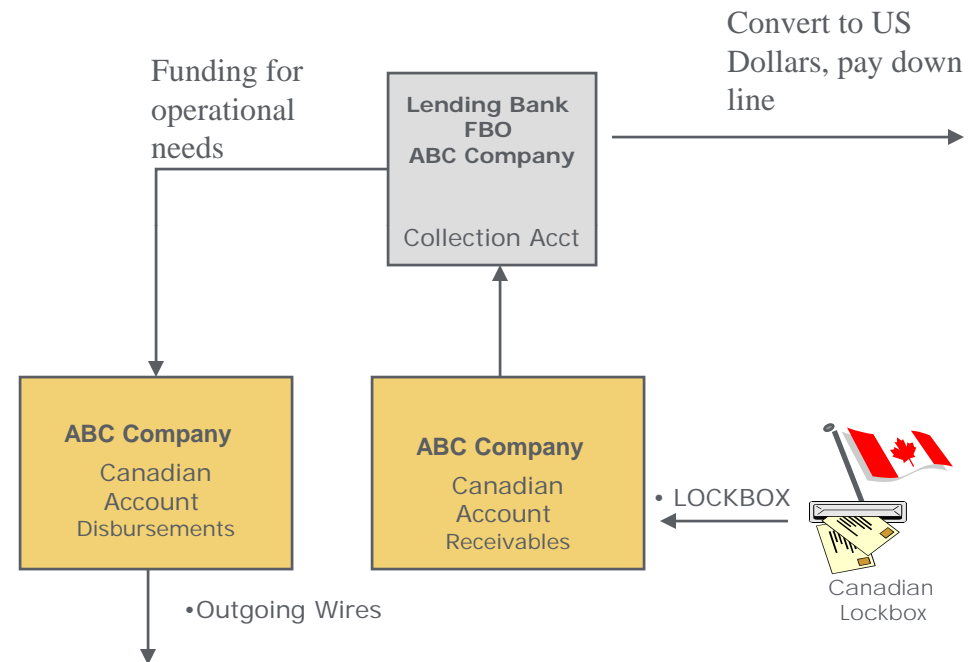 Convert to US
Dollars, pay down
line
Funding for
operational
needs
Lending Bank
FBO
ABC Company
Collection Acct
ABC Company
Canadian
Account
Disbursements
ABC Company
Canadian
Account
Receivables
• LOCKBOX
Canadian
Lockbox
•Outgoing Wires